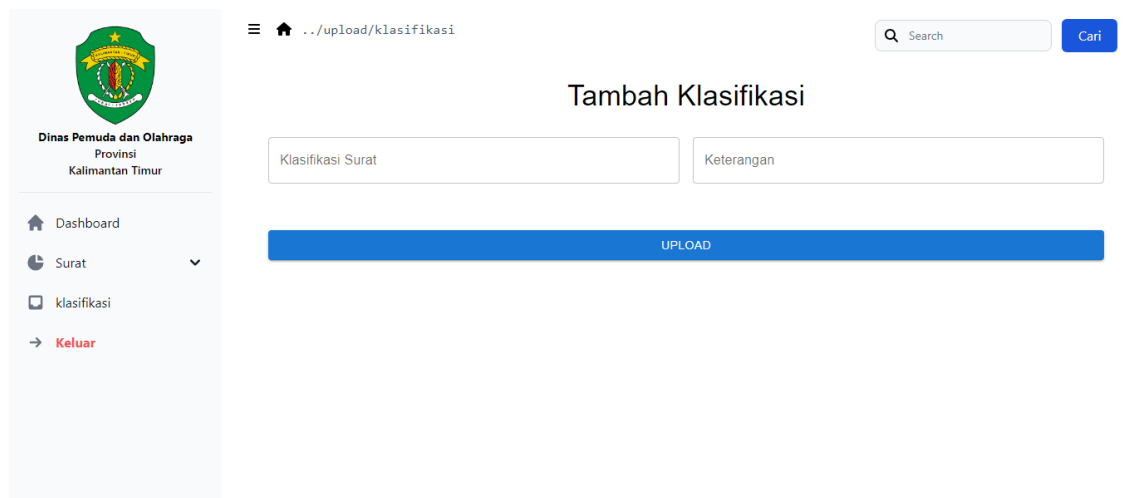 Dinas Pemuda dan Olahraga
Provinsi
Kalimantan Timur
Dashboard
Surat
klasifikasi
Keluar
../upload/klasifikasi
Search
Cari
Tambah Klasifikasi
Klasifikasi Surat
Keterangan
UPLOAD